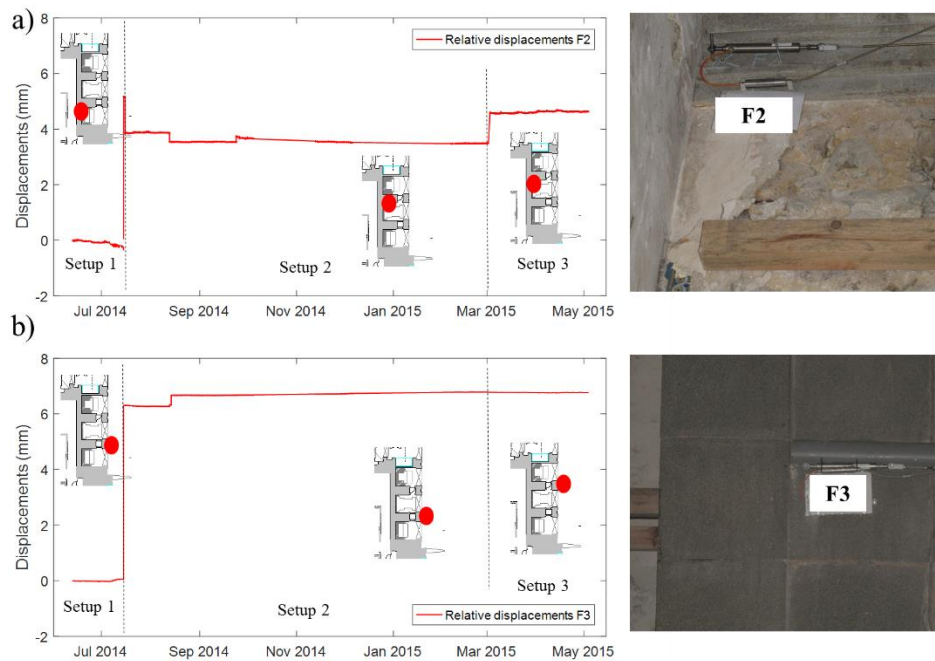 a)
8
6
4
2
0
-2
Displacements (mm)
Relative displacements F2
Setup 1
Setup 2
Setup 3
Jul 2014
Sep 2014
Nov 2014
Jan 2015
Mar 2015
May 2015
F2
b)
8
6
4
2
0
-2
Displacements (mm)
Setup 1
Setup 2
Setup 3
Relative displacements F3
Jul 2014
Sep 2014
Nov 2014
Jan 2015
Mar 2015
May 2015
F3